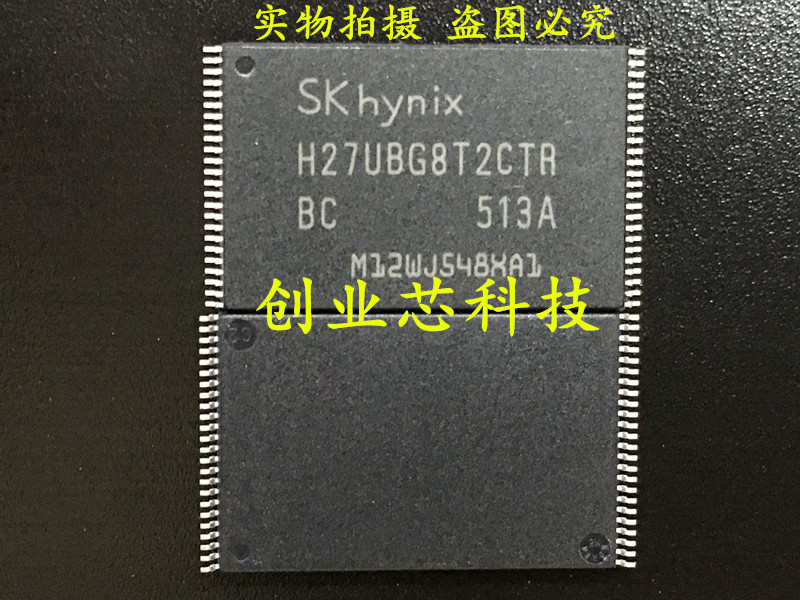 实物拍摄 盗图必究
SK hynix
H27UBG8T2CTR
BC 513A
M12WJ548XA1
创业芯科技